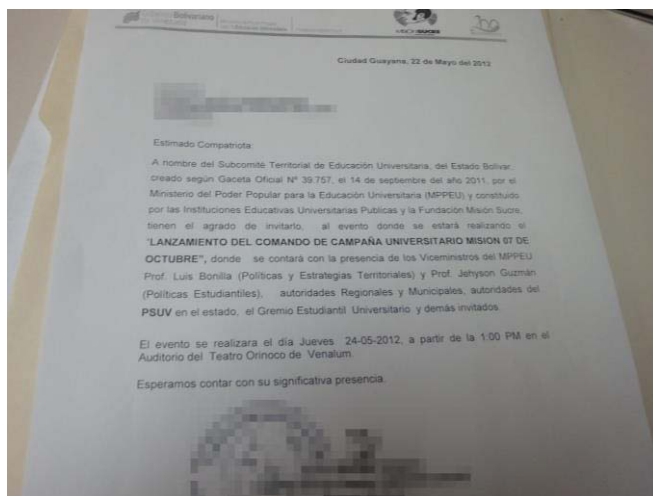 Gobierno Bolivariano
de Venezuela
MISIÓN SUCRE
200
Ciudad Guayana, 22 de Mayo del 2012
Estimado Compatriota:
A nombre del Subcomité Territorial de Educación Universitaria, del Estado Bolívar,
creado según Gaceta Oficial Nº 39.757, el 14 de septiembre del año 2011, por el
Ministerio del Poder Popular para la Educación Universitaria (MPPEU) y constituido
por las Instituciones Educativas Universitarias Publicas y la Fundación Misión Sucre,
tienen el agrado de invitarlo, al evento donde se estará realizando el
"LANZAMIENTO DEL COMANDO DE CAMPAÑA UNIVERSITARIO MISION 07 DE
OCTUBRE", donde se contará con la presencia de los Viceministros del MPPEU
Prof. Luis Bonilla (Políticas y Estrategias Territoriales) y Prof. Jehyson Guzmán
(Políticas Estudiantiles), autoridades Regionales y Municipales, autoridades del
PSUV en el estado, el Gremio Estudiantil Universitario y demás invitados.
El evento se realizara el día Jueves 24-05-2012, a partir de la 1:00 PM en el
Auditorio del Teatro Orinoco de Venalum.
Esperamos contar con su significativa presencia.